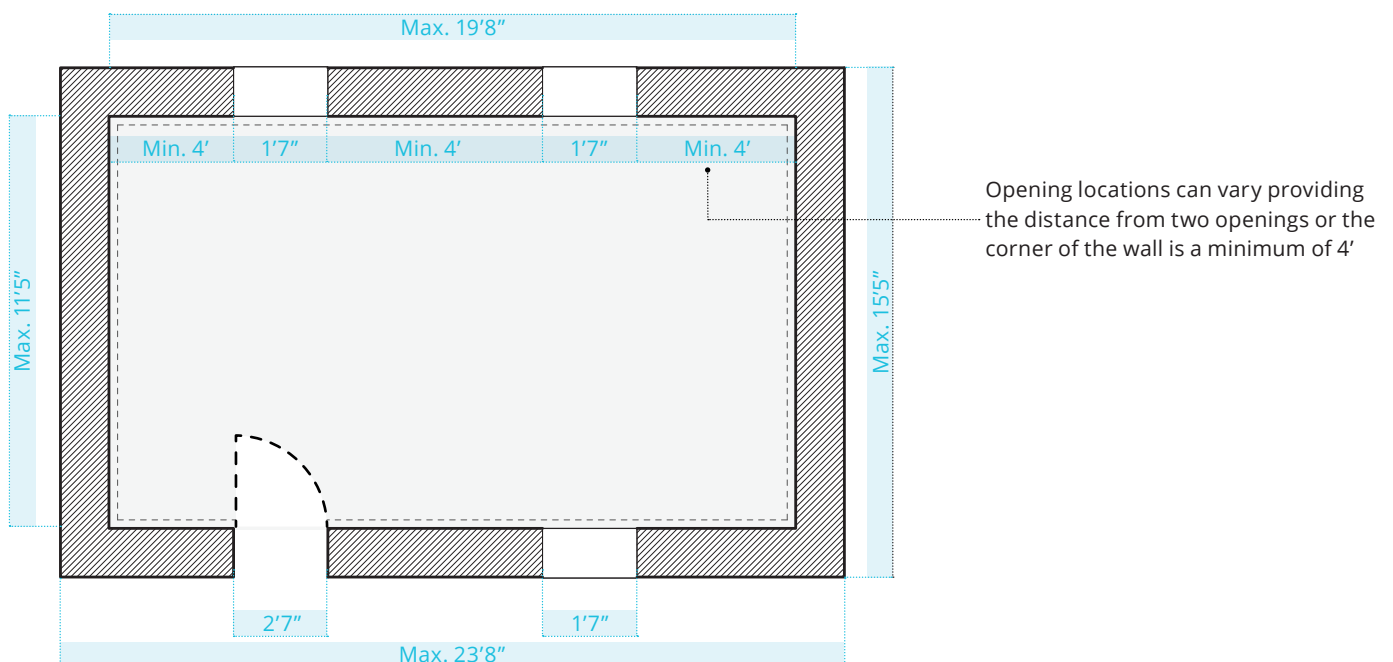 Max. 19’8”
Min. 4’ 1’7” Min. 4’ 1’7” Min. 4’
Opening locations can vary providing
the distance from two openings or the
corner of the wall is a minimum of 4’
Max. 11’5”
Max. 15’5”
2’7” 1’7”
Max. 23’8”